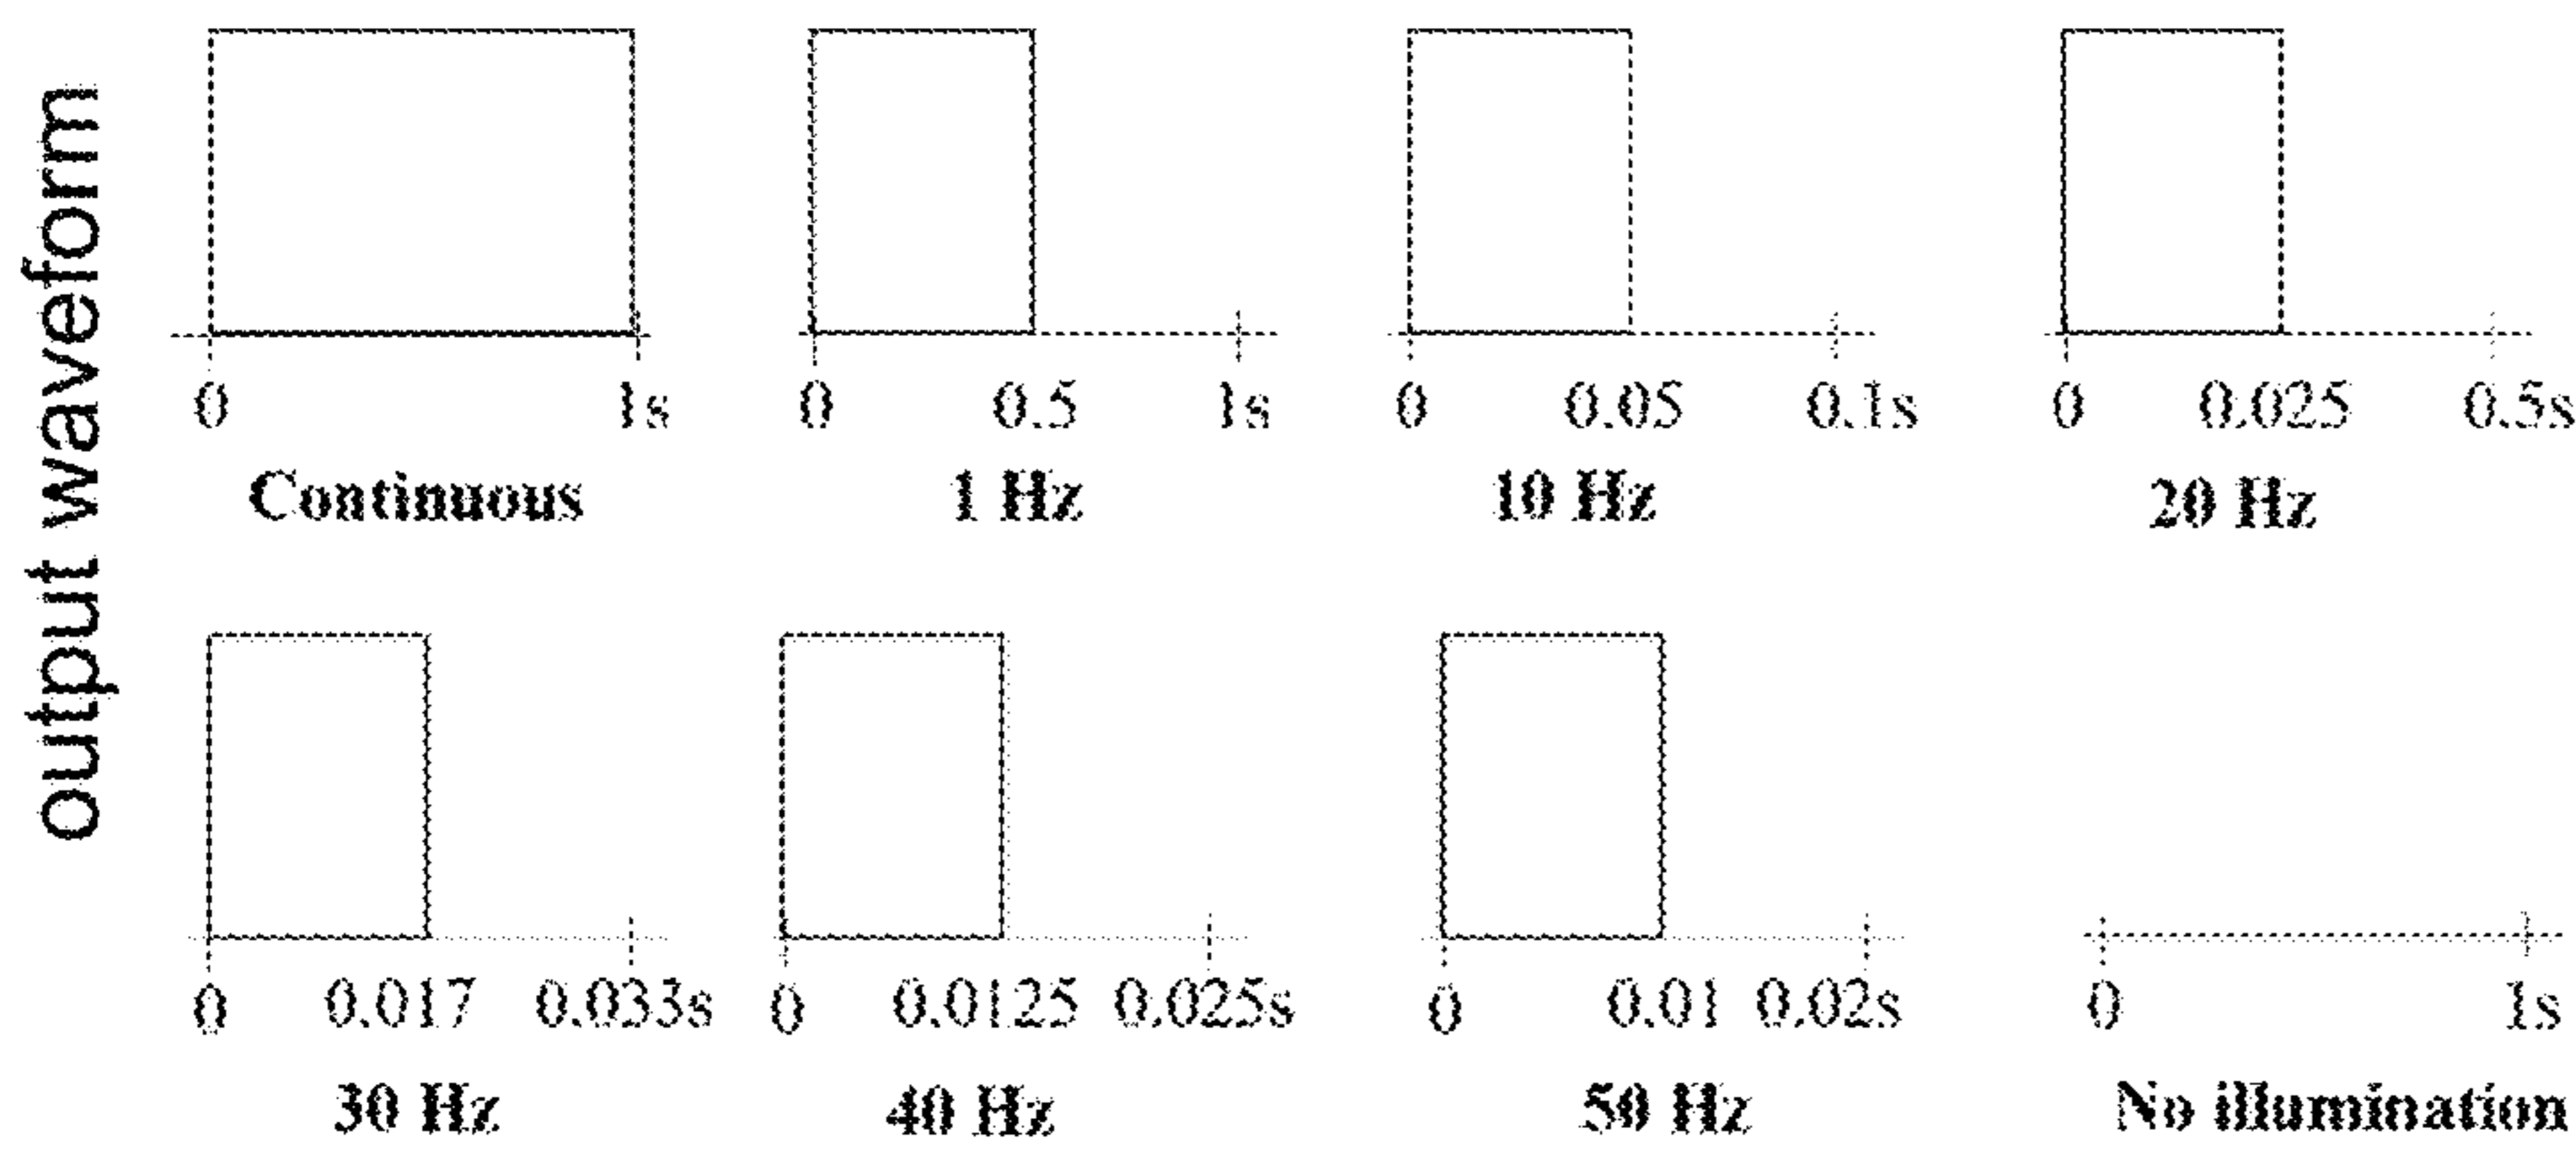 output waveform
0 1s 0 0.5 1s 0 0.05 0.1s 0 0.025 0.5s
Continuous 1 Hz 10 Hz 20 Hz
0 0.017 0.033s 0 0.0125 0.025s 0 0.01 0.02s 0 1s
30 Hz 40 Hz 50 Hz No illumination